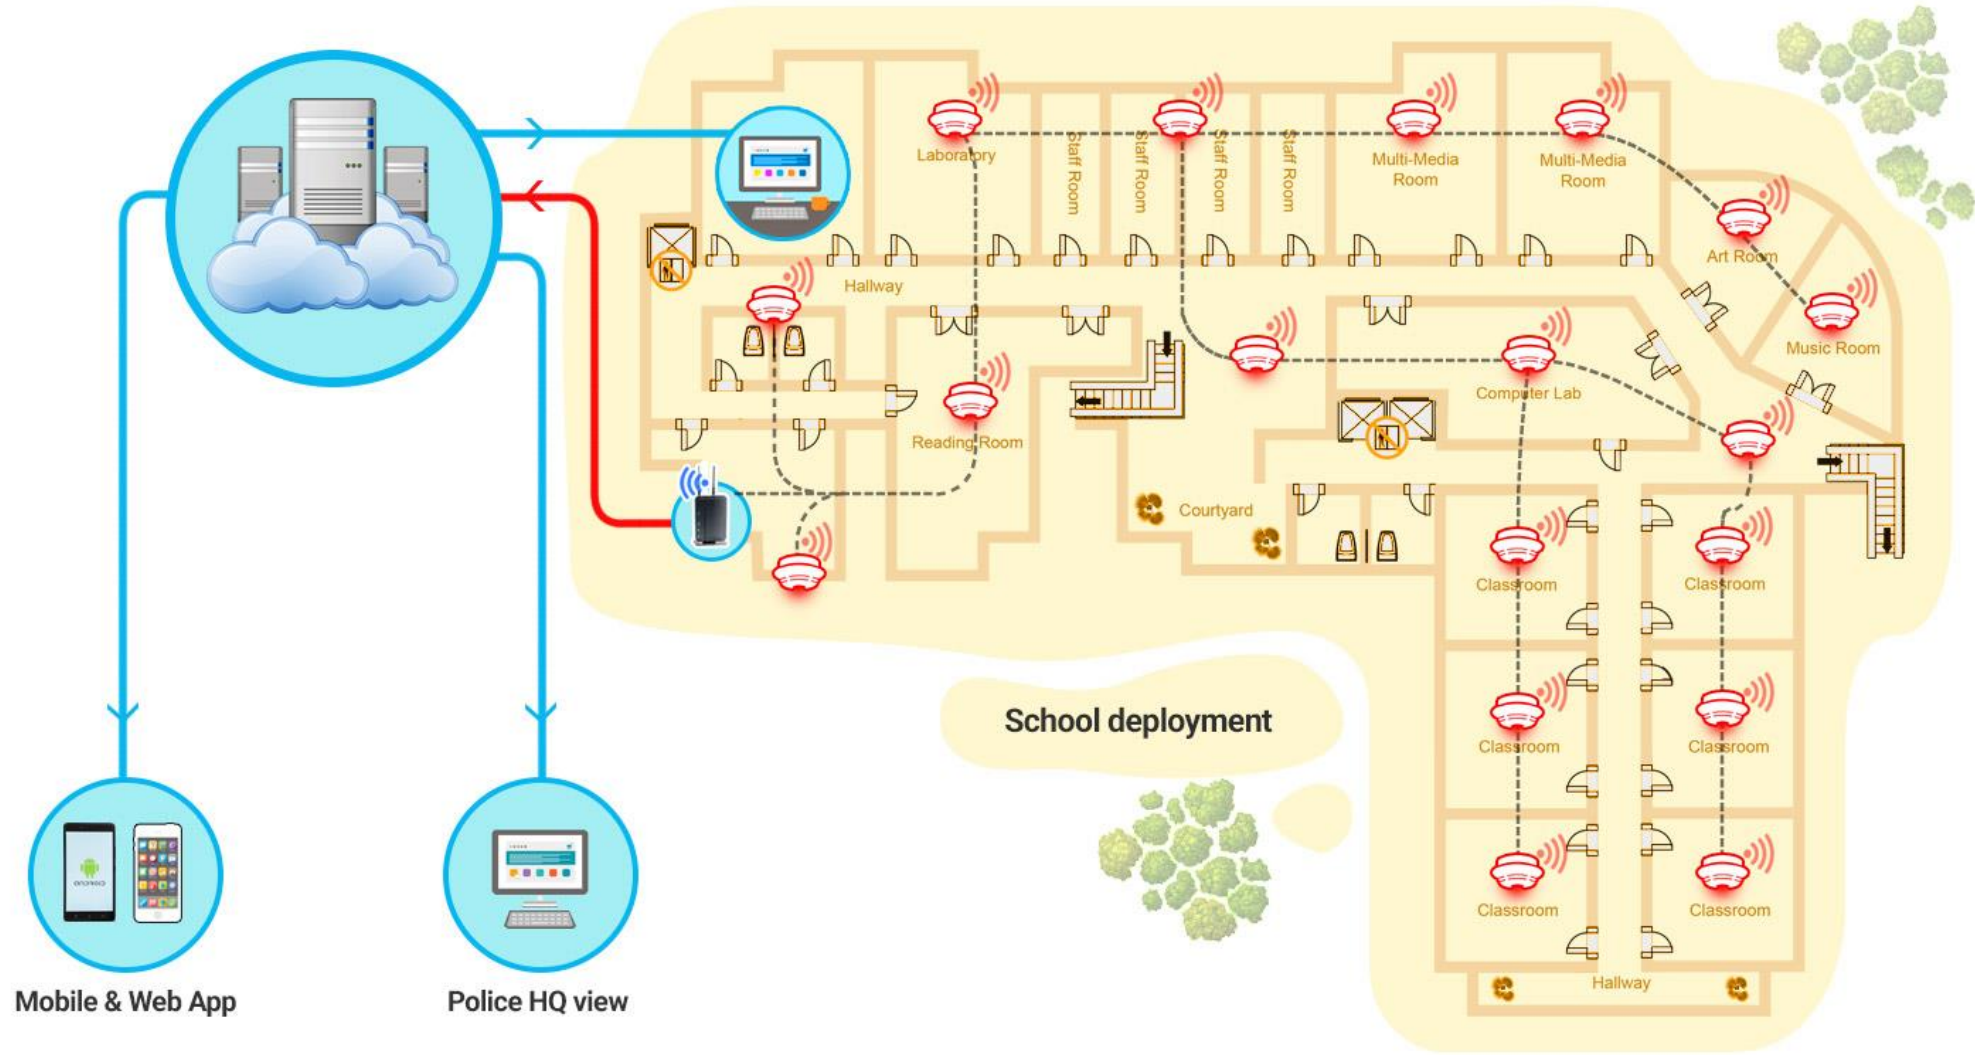 Laboratory
Staff Room
Staff Room
Staff Room
Staff Room
Multi-Media
Room
Multi-Media
Room
Art Room
Music Room
Hallway
Computer Lab
Reading Room
Courtyard
Classroom
Classroom
School deployment
Classroom
Classroom
Classroom
Classroom
Hallway
Mobile & Web App
Police HQ view